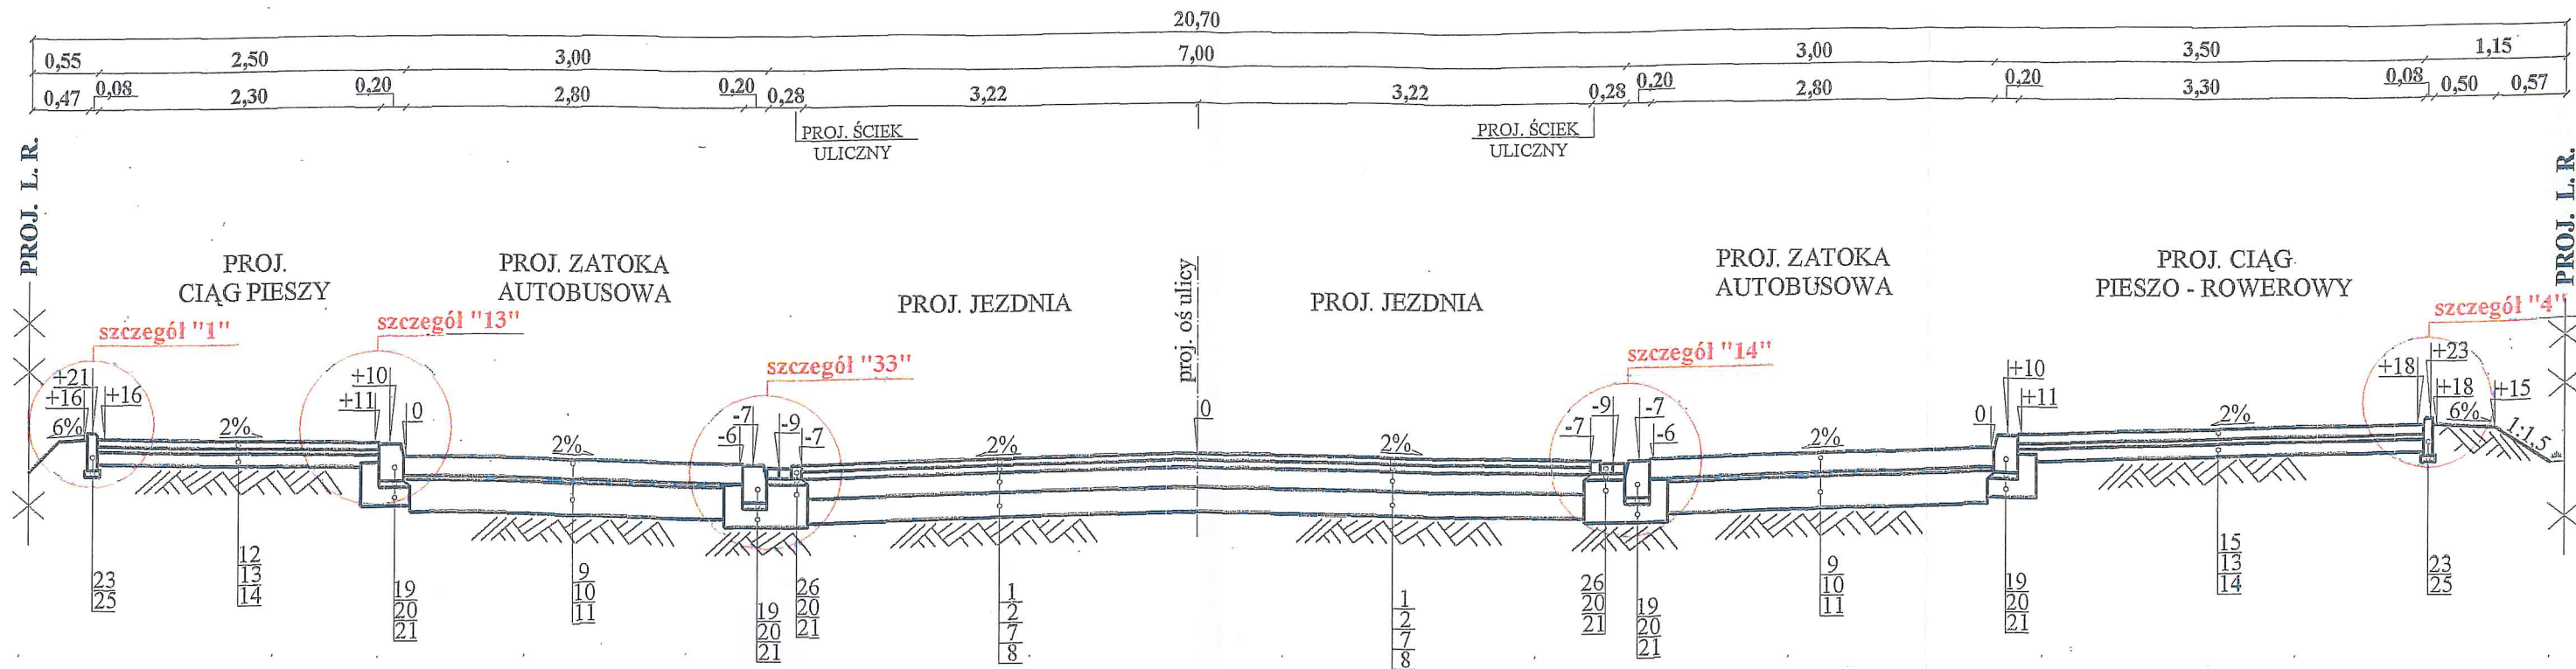 20,70
0,55 2,50 3,00 7,00 3,00 3,50 1,15
0,47 0,08 2,30 0,20 2,80 0,20 0,28 3,22 3,22 0,28 0,20 2,80 0,20 3,30 0,08 0,50 0,57
PROJ. ŚCIEK
ULICZNY
PROJ. ŚCIEK
ULICZNY
PROJ. L. R.
PROJ. L. R.
PROJ.
CIĄG PIESZY
PROJ. ZATOKA
AUTOBUSOWA
PROJ. JEZDNIA
proj. oś ulicy
PROJ. JEZDNIA
PROJ. ZATOKA
AUTOBUSOWA
PROJ. CIĄG
PIESZO - ROWEROWY
szczegół "1"
szczegół "13"
szczegół "33"
szczegół "14"
szczegół "4"
+21
+16 +16
6%
2%
+10
+11 0
2%
-7 -9
-6 -7
2%
0
2%
-9 -7
-7 -6
2%
+10
0 +11
2%
+23
+18 +18 +15
6%
1:1,5
23
25
12
13
14
19
20
21
9
10
11
19
20
21
26
20
21
1
2
7
8
1
2
7
8
26
20
21
19
20
21
9
10
11
19
20
21
15
13
14
23
25